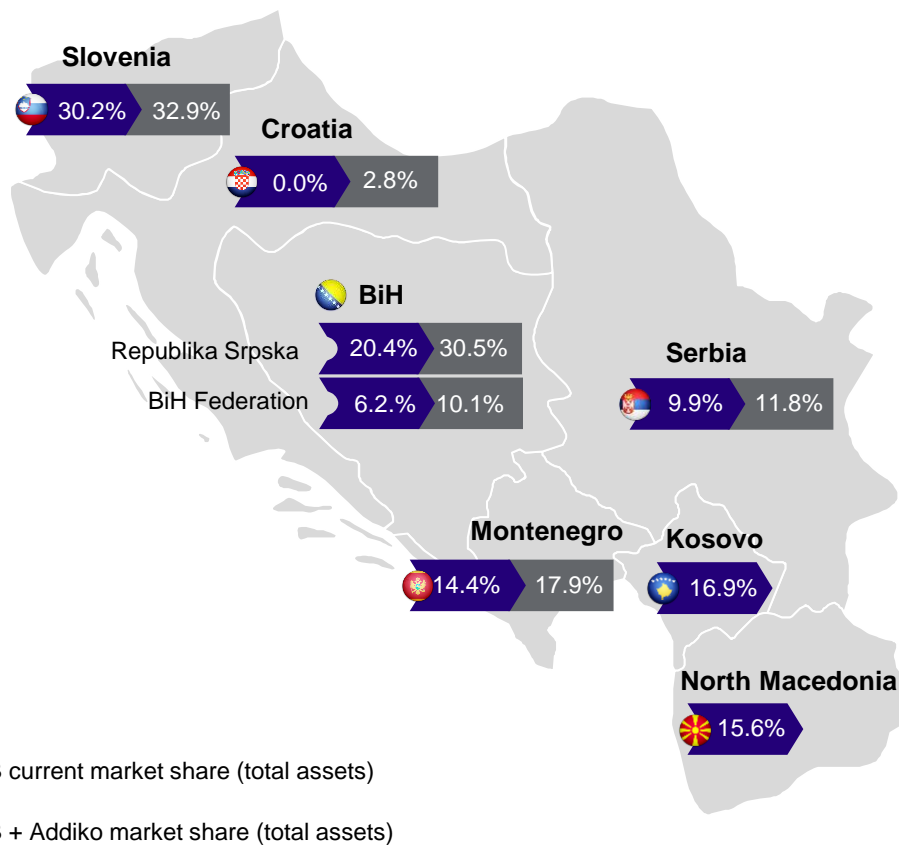 Slovenia
30.2% 32.9%
Croatia
0.0% 2.8%
BiH
Republika Srpska 20.4% 30.5%
BiH Federation 6.2.% 10.1%
Serbia
9.9% 11.8%
Montenegro
14.4% 17.9%
Kosovo
16.9%
North Macedonia
15.6%
current market share (total assets)
+ Addiko market share (total assets)